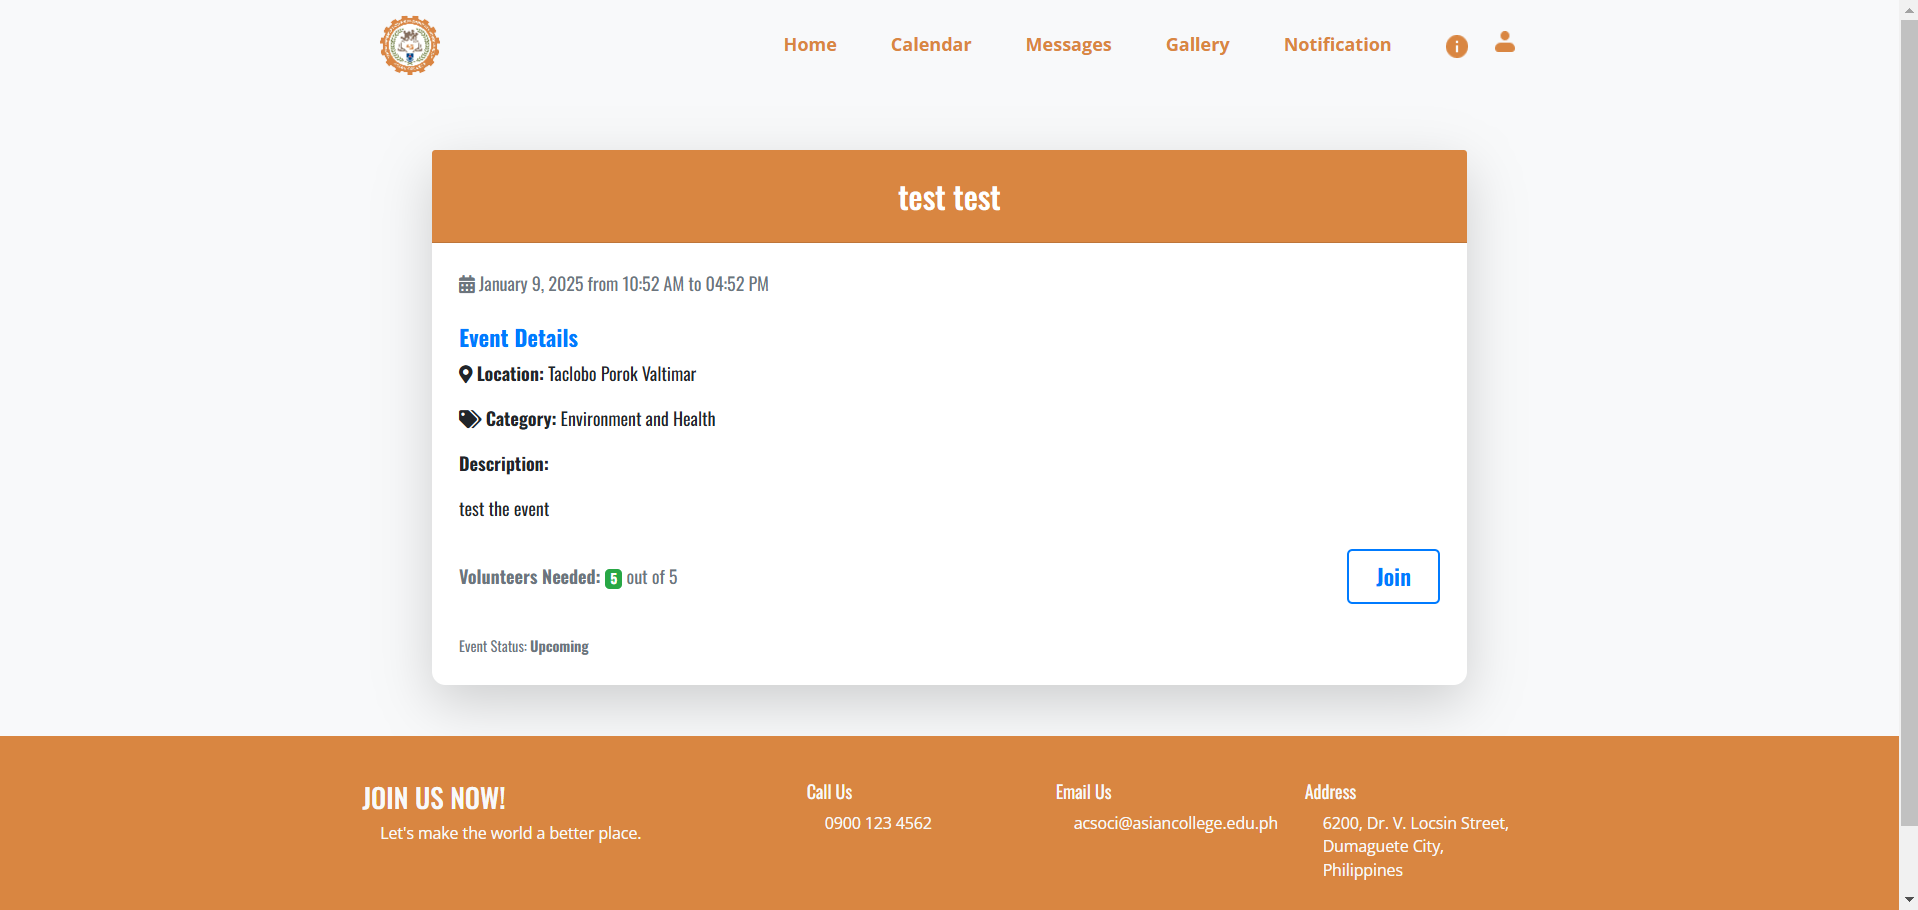 Home Calendar Messages Gallery Notification
test test
January 9, 2025 from 10:52 AM to 04:52 PM
Event Details
Location: Taclobo Porok Valtimar
Category: Environment and Health
Description:
test the event
Volunteers Needed: 5 out of 5
Join
Event Status: Upcoming
JOIN US NOW!
Let's make the world a better place.
Call Us
0900 123 4562
Email Us
acsoci@asiancollege.edu.ph
Address
6200, Dr. V. Locsin Street,
Dumaguete City,
Philippines